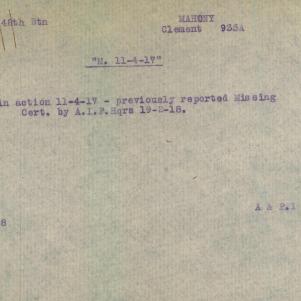 48th Btn
MAHONY
Clement 935A
"M. 11-4-17"
in action 11-4-17 - previously reported Missing
Cert. by A.I.F.Hqrs 19-2-18.
A & P.I
8